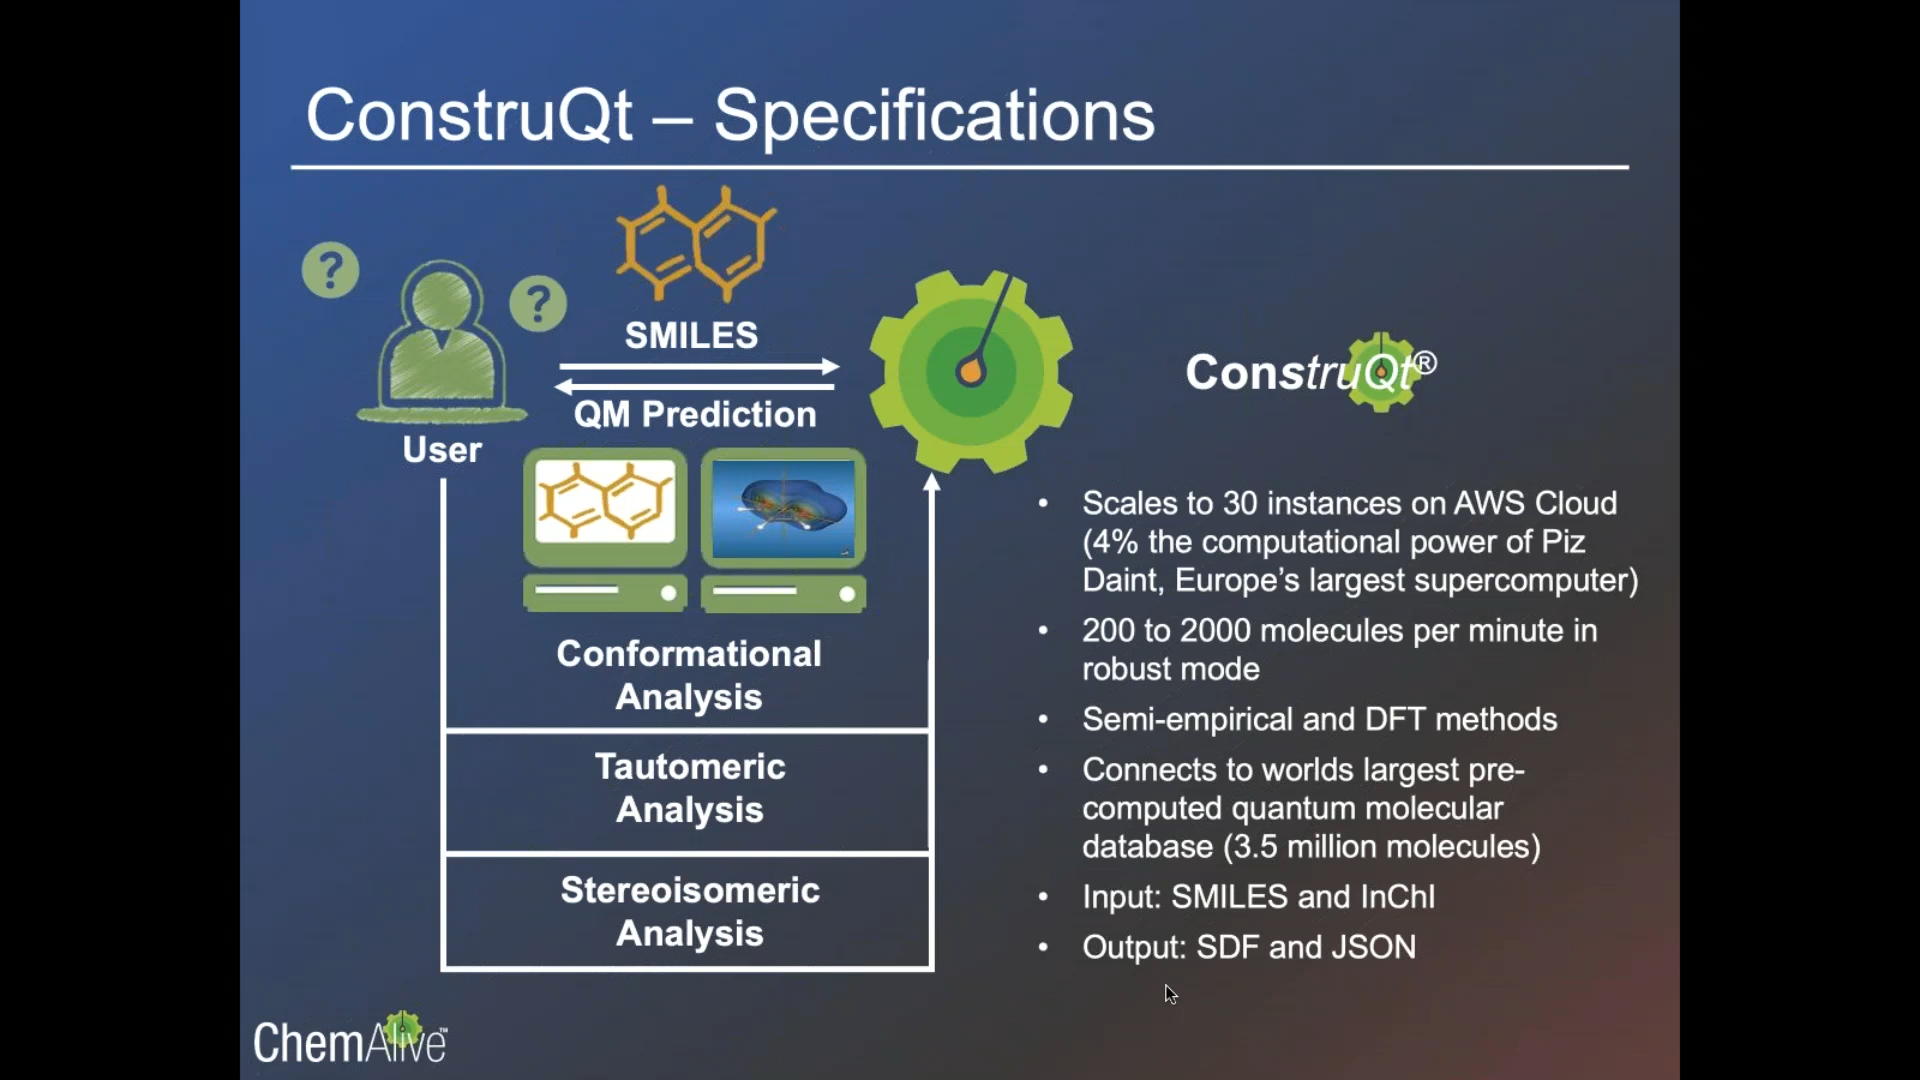 ConstruQt – Specifications
?
?
SMILES
QM Prediction
User
ConstruQt®
Conformational
Analysis
Tautomeric
Analysis
Stereoisomeric
Analysis
• Scales to 30 instances on AWS Cloud
(4% the computational power of Piz
Daint, Europe’s largest supercomputer)
• 200 to 2000 molecules per minute in
robust mode
• Semi-empirical and DFT methods
• Connects to worlds largest pre-
computed quantum molecular
database (3.5 million molecules)
• Input: SMILES and InChI
• Output: SDF and JSON
ChemAlive™